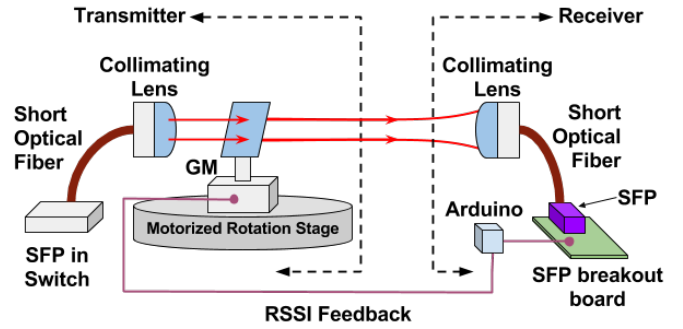 Transmitter
Receiver
Collimating
Lens
Collimating
Lens
Short
Optical
Fiber
Short
Optical
Fiber
GM
SFP
Arduino
Motorized Rotation Stage
SFP in
Switch
SFP breakout
board
RSSI Feedback